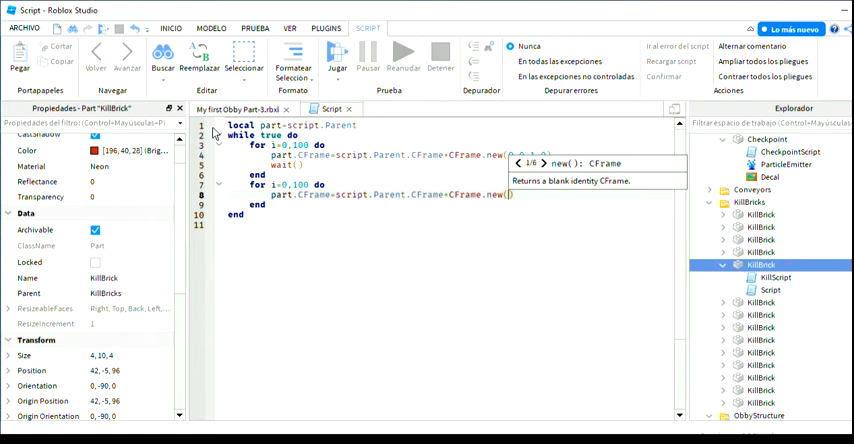 Script - Roblox Studio
ARCHIVO
INICIO
MODELO
PRUEBA
VER
PLUGINS
SCRIPT
Lo más nuevo
Pegar
Cortar
Copiar
Portapapeles
Volver
Avanzar
Navegar
Buscar
Reemplazar
Seleccionar
Editar
Formatear
Selección
Formato
Jugar
Pausar
Reanudar
Detener
Prueba
Depurador
Nunca
En todas las excepciones
En las excepciones no controladas
Depurar errores
Ir al error del script
Recargar script
Confirmar
Alternar comentario
Ampliar todos los pliegues
Contraer todos los pliegues
Acciones
Propiedades - Part "KillBrick"
Propiedades del filtro: (Control+Mayúsculas+P)
CastShadow
Color
[196, 40, 28] (Brig...
Material
Neon
Reflectance
0
Transparency
0
Data
Archivable
ClassName
Part
Locked
Name
KillBrick
Parent
KillBricks
ResizeableFaces
Right, Top, Back, Left,...
ResizeIncrement
1
Transform
Size
4, 10, 4
Position
42, -5, 96
Orientation
0, -90, 0
Origin Position
42, -5, 96
Origin Orientation
0, -90, 0
My first Obby Part-3.rbxl
Script
1 local part=script.Parent
2 while true do
3 for i=0,100 do
4 part.CFrame=script.Parent.CFrame*CFrame.new(0,0,1,0)
5 wait()
6 end
7 for i=0,100 do
8 part.CFrame=script.Parent.CFrame*CFrame.new()
9 end
10 end
11
1/6 new(): CFrame
Returns a blank identity CFrame.
Explorador
Filtrar espacio de trabajo (Control+Mayús...
Checkpoint
CheckpointScript
ParticleEmitter
Decal
Conveyors
KillBricks
KillBrick
KillBrick
KillBrick
KillBrick
KillBrick
KillScript
Script
KillBrick
KillBrick
KillBrick
KillBrick
KillBrick
KillBrick
KillBrick
KillBrick
KillBrick
ObbyStructure